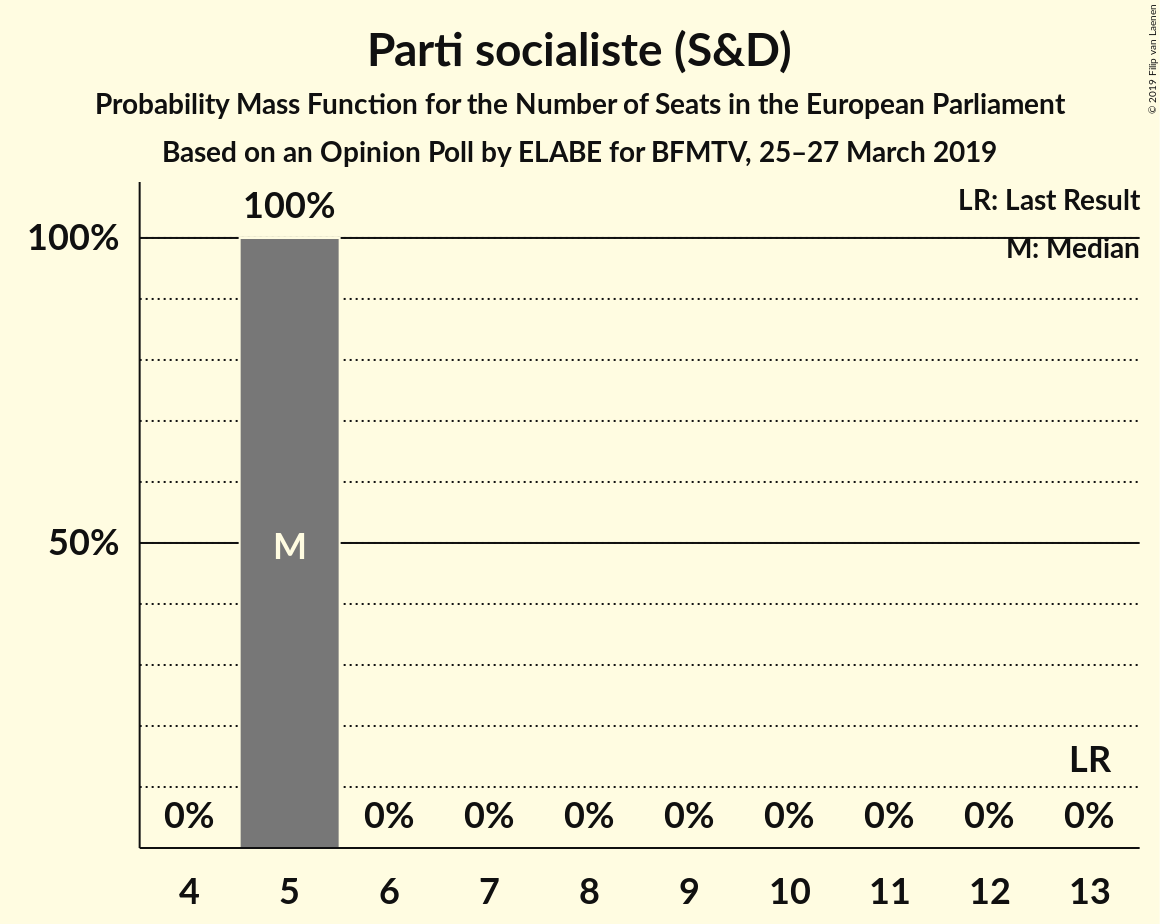 Parti socialiste (S&D)
Probability Mass Function for the Number of Seats in the European Parliament
Based on an Opinion Poll by ELABE for BFMTV, 25–27 March 2019
© 2019 Filip van Laenen
LR: Last Result
M: Median
100%
100%
50%
M
LR
0% 0% 0% 0% 0% 0% 0% 0% 0%
4 5 6 7 8 9 10 11 12 13